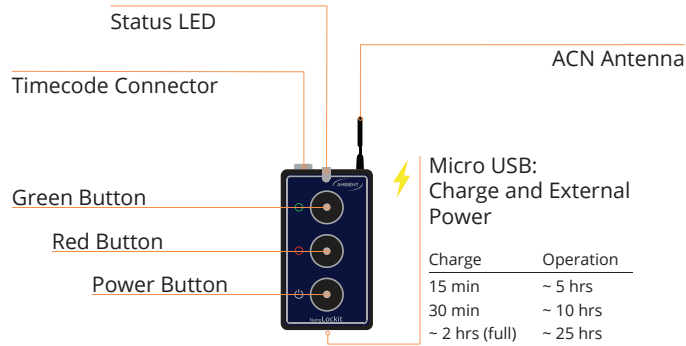 Status LED
ACN Antenna
Timecode Connector
AMBIENT
Micro USB:
Charge and External
Power
Green Button
Red Button
Power Button
Charge Operation
15 min ~ 5 hrs
30 min ~ 10 hrs
~ 2 hrs (full) ~ 25 hrs
NanoLockit